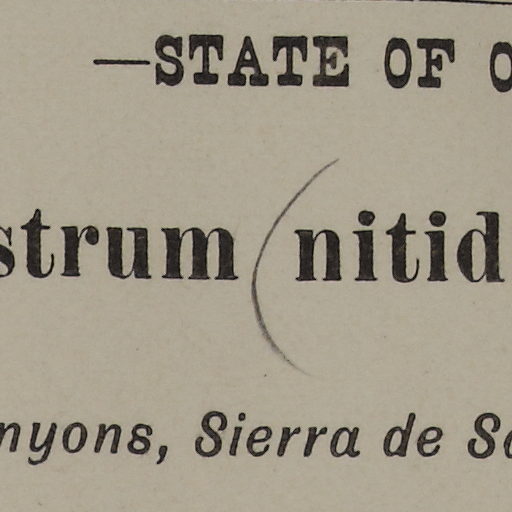 —STATE OF
strum (nitid
nyons, Sierra de